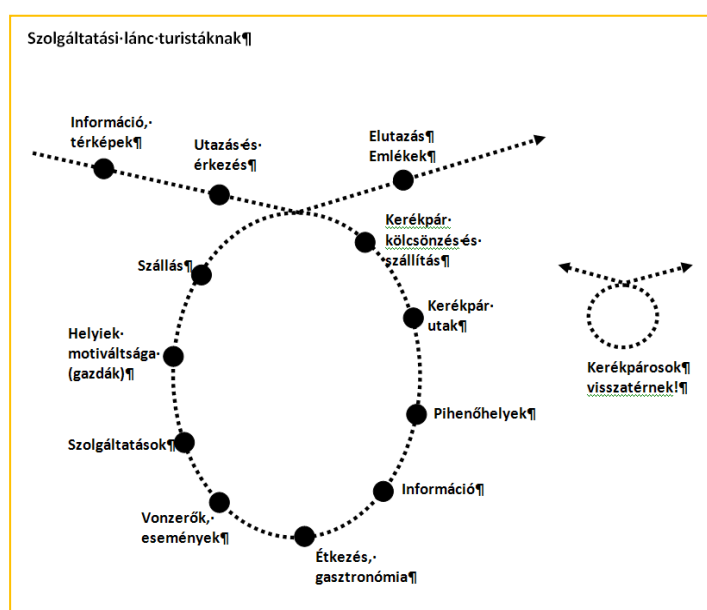 Szolgáltatási·lánc·turistáknak¶
Információ,·
térképek¶
Utazás·és·
érkezés¶
Elutazás¶
Emlékek¶
Kerékpár·
kölcsönzés·és·
szállítás¶
Kerékpár·
utak¶
Pihenőhelyek¶
Információ¶
Étkezés,·
gasztronómia¶
Vonzerők,·
események¶
Szolgáltatások¶
Helyiek·
motiváltsága·
(gazdák)¶
Szállás¶
Kerékpárosok¶
visszatérnek!¶